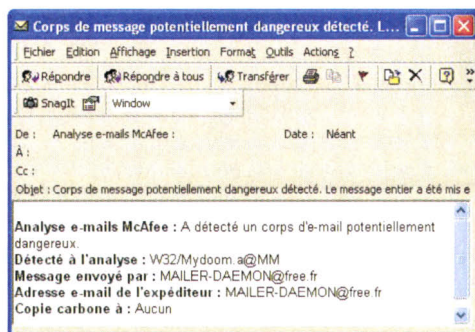 Corps de message potentiellement dangereux détecté. L...
Fichier Edition Affichage Insertion Format Outils Actions ?
Répondre Répondre à tous Transférer
SnagIt Window
De : Analyse e-mails McAfee : Date : Néant
À :
Cc :
Objet : Corps de message potentiellement dangereux détecté. Le message entier a été mis e
Analyse e-mails McAfee : A détecté un corps d'e-mail potentiellement
dangereux.
Détecté à l'analyse : W32/Mydoom.a@MM
Message envoyé par : MAILER-DAEMON@free.fr
Adresse e-mail de l'expéditeur : MAILER-DAEMON@free.fr
Copie carbone à : Aucun